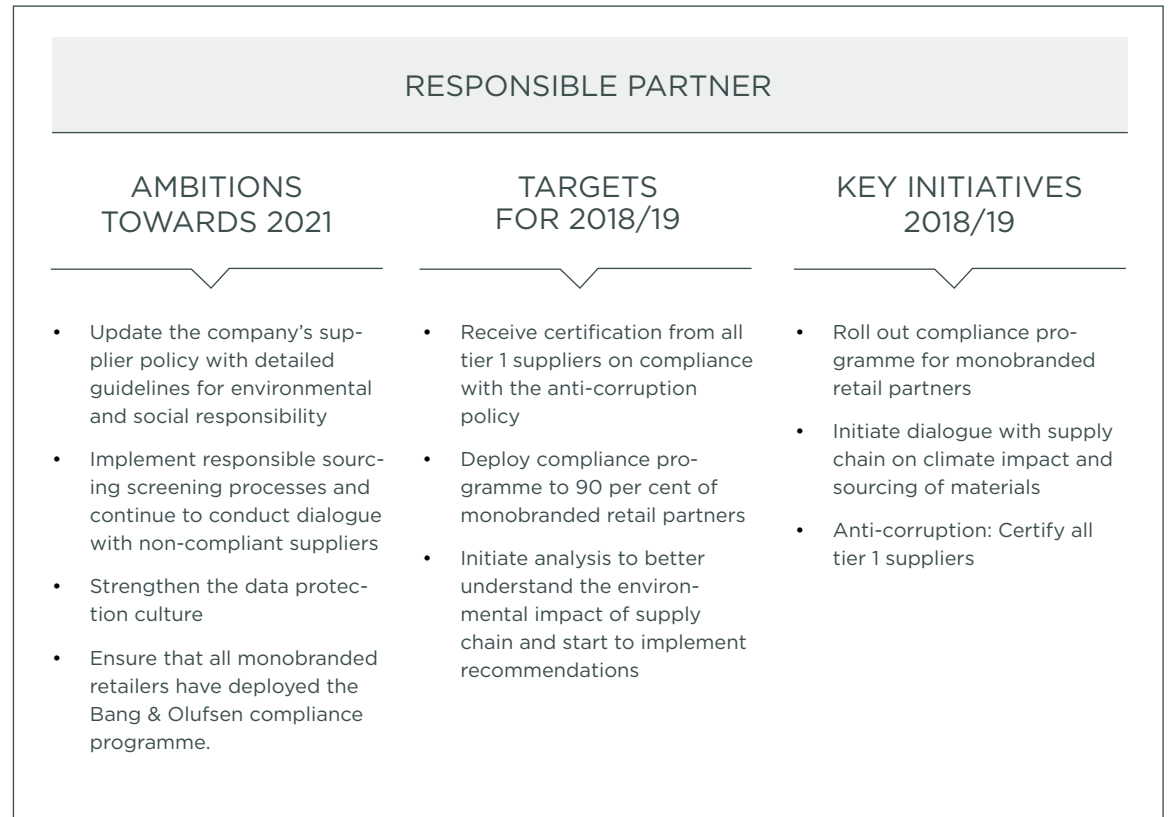 RESPONSIBLE PARTNER
AMBITIONS
TOWARDS 2021
• Update the company's sup-
plier policy with detailed
guidelines for environmental
and social responsibility
• Implement responsible sourc-
ing screening processes and
continue to conduct dialogue
with non-compliant suppliers
• Strengthen the data protec-
tion culture
• Ensure that all monobranded
retailers have deployed the
Bang & Olufsen compliance
programme.
TARGETS
FOR 2018/19
• Receive certification from all
tier 1 suppliers on compliance
with the anti-corruption
policy
• Deploy compliance pro-
gramme to 90 per cent of
monobranded retail partners
• Initiate analysis to better
understand the environ-
mental impact of supply
chain and start to implement
recommendations
KEY INITIATIVES
2018/19
• Roll out compliance pro-
gramme for monobranded
retail partners
• Initiate dialogue with supply
chain on climate impact and
sourcing of materials
• Anti-corruption: Certify all
tier 1 suppliers